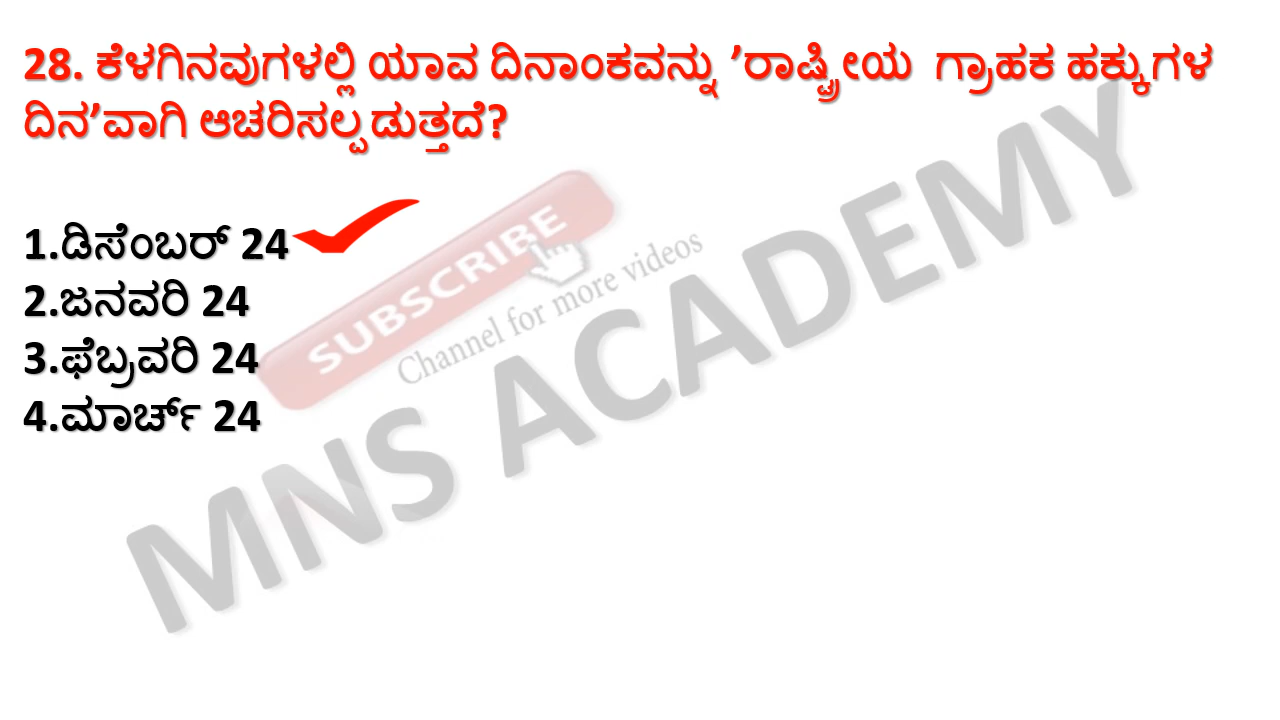 28. ಕೆಳಗಿನವುಗಳಲ್ಲಿ ಯಾವ ದಿನಾಂಕವನ್ನು ’ರಾಷ್ಟ್ರೀಯ ಗ್ರಾಹಕ ಹಕ್ಕುಗಳ
ದಿನ’ವಾಗಿ ಆಚರಿಸಲ್ಪಡುತ್ತದೆ?
1.ಡಿಸೆಂಬರ್ 24
2.ಜನವರಿ 24
3.ಫೆಬ್ರವರಿ 24
4.ಮಾರ್ಚ್ 24
SUBSCRIBE
Channel for more videos
MNS ACADEMY